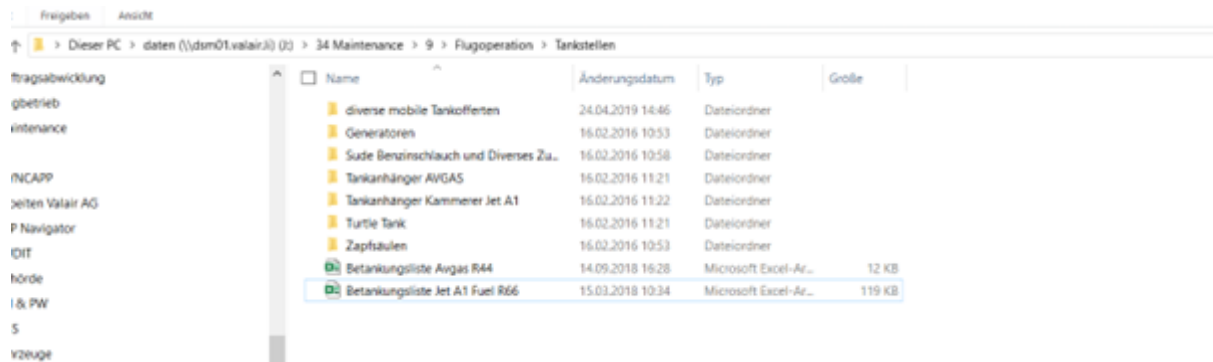 Freigeben Ansicht
Dieser PC > daten (\\dsm01.valair.li) (J:) > 34 Maintenance > 9 > Flugoperation > Tankstellen
ftragsabwicklung
gbetrieb
aintenance
YNCAPP
beiten Valair AG
P Navigator
DIT
hörde
& PW
S
rzeuge
Name Änderungsdatum Typ Größe
diverse mobile Tankofferten 24.04.2019 14:46 Dateiordner
Generatoren 16.02.2016 10:53 Dateiordner
Sude Benzinschlauch und Diverses Zu... 16.02.2016 10:58 Dateiordner
Tankanhänger AVGAS 16.02.2016 11:21 Dateiordner
Tankanhänger Kammerer Jet A1 16.02.2016 11:22 Dateiordner
Turtle Tank 16.02.2016 11:21 Dateiordner
Zapfsäulen 16.02.2016 10:53 Dateiordner
Betankungsliste Avgas R44 14.09.2018 16:28 Microsoft Excel-Ar... 12 KB
Betankungsliste Jet A1 Fuel R66 15.03.2018 10:34 Microsoft Excel-Ar... 119 KB